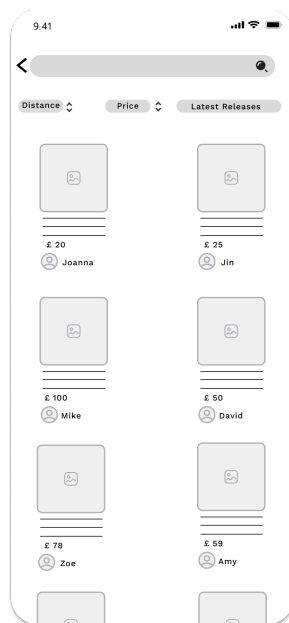 9:41
Distance Price Latest Releases
£ 20 £ 25
Joanna Jin
£ 100 £ 50
Mike David
£ 78 £ 59
Zoe Amy